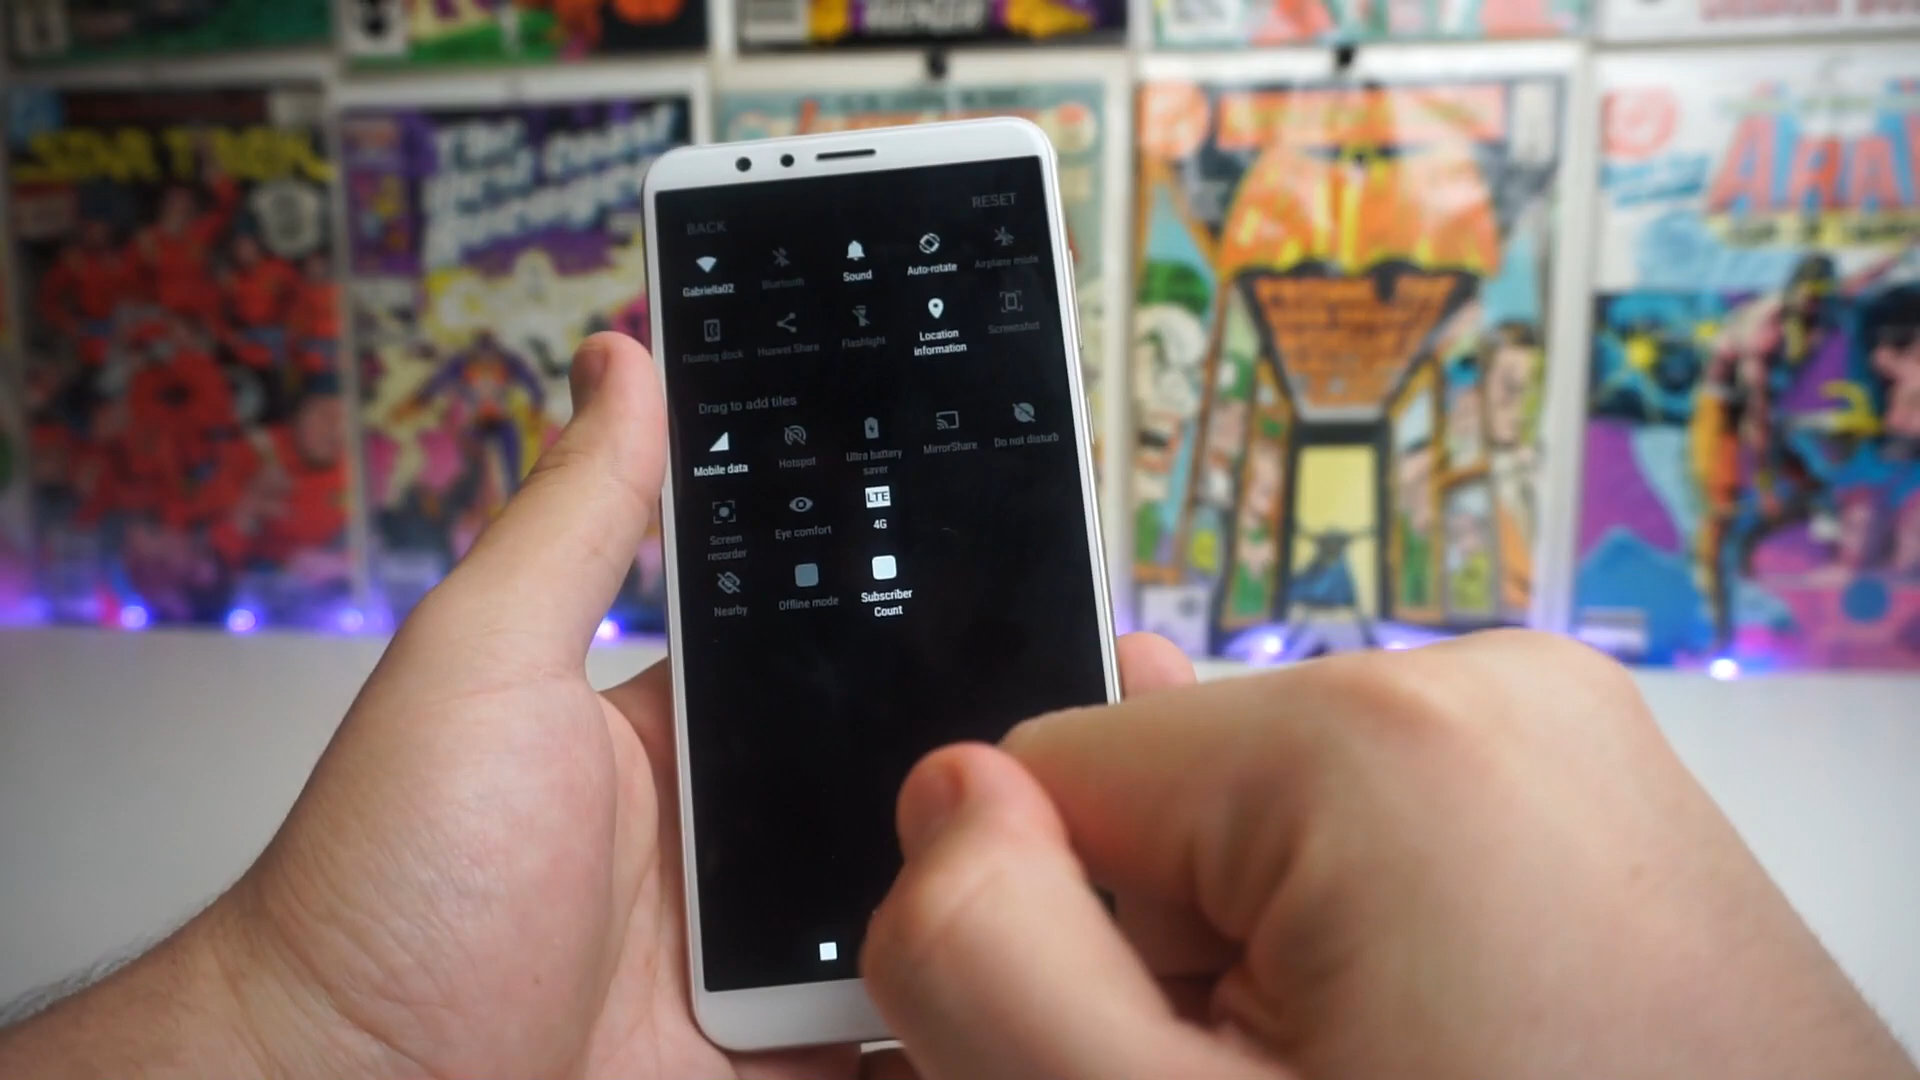 STAR TREK
BACK
RESET
Gabriella02
Bluetooth
Sound
Auto-rotate
Airplane mode
Floating dock
Huawei Share
Flashlight
Location
information
Screenshot
Drag to add tiles
Mobile data
Hotspot
Ultra battery
saver
MirrorShare
Do not disturb
Screen
recorder
Eye comfort
LTE
4G
Nearby
Offline mode
Subscriber
Count